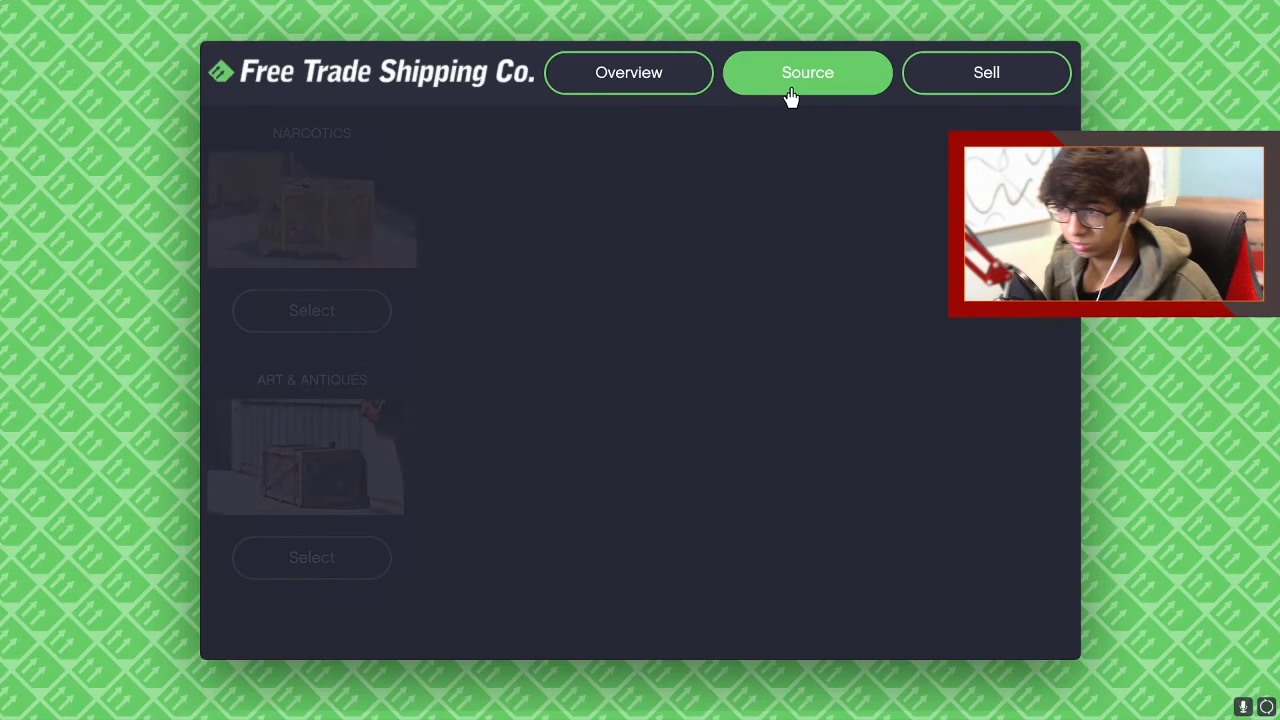 Free Trade Shipping Co.
Overview
Source
Sell
NARCOTICS
Select
ART & ANTIQUES
Select